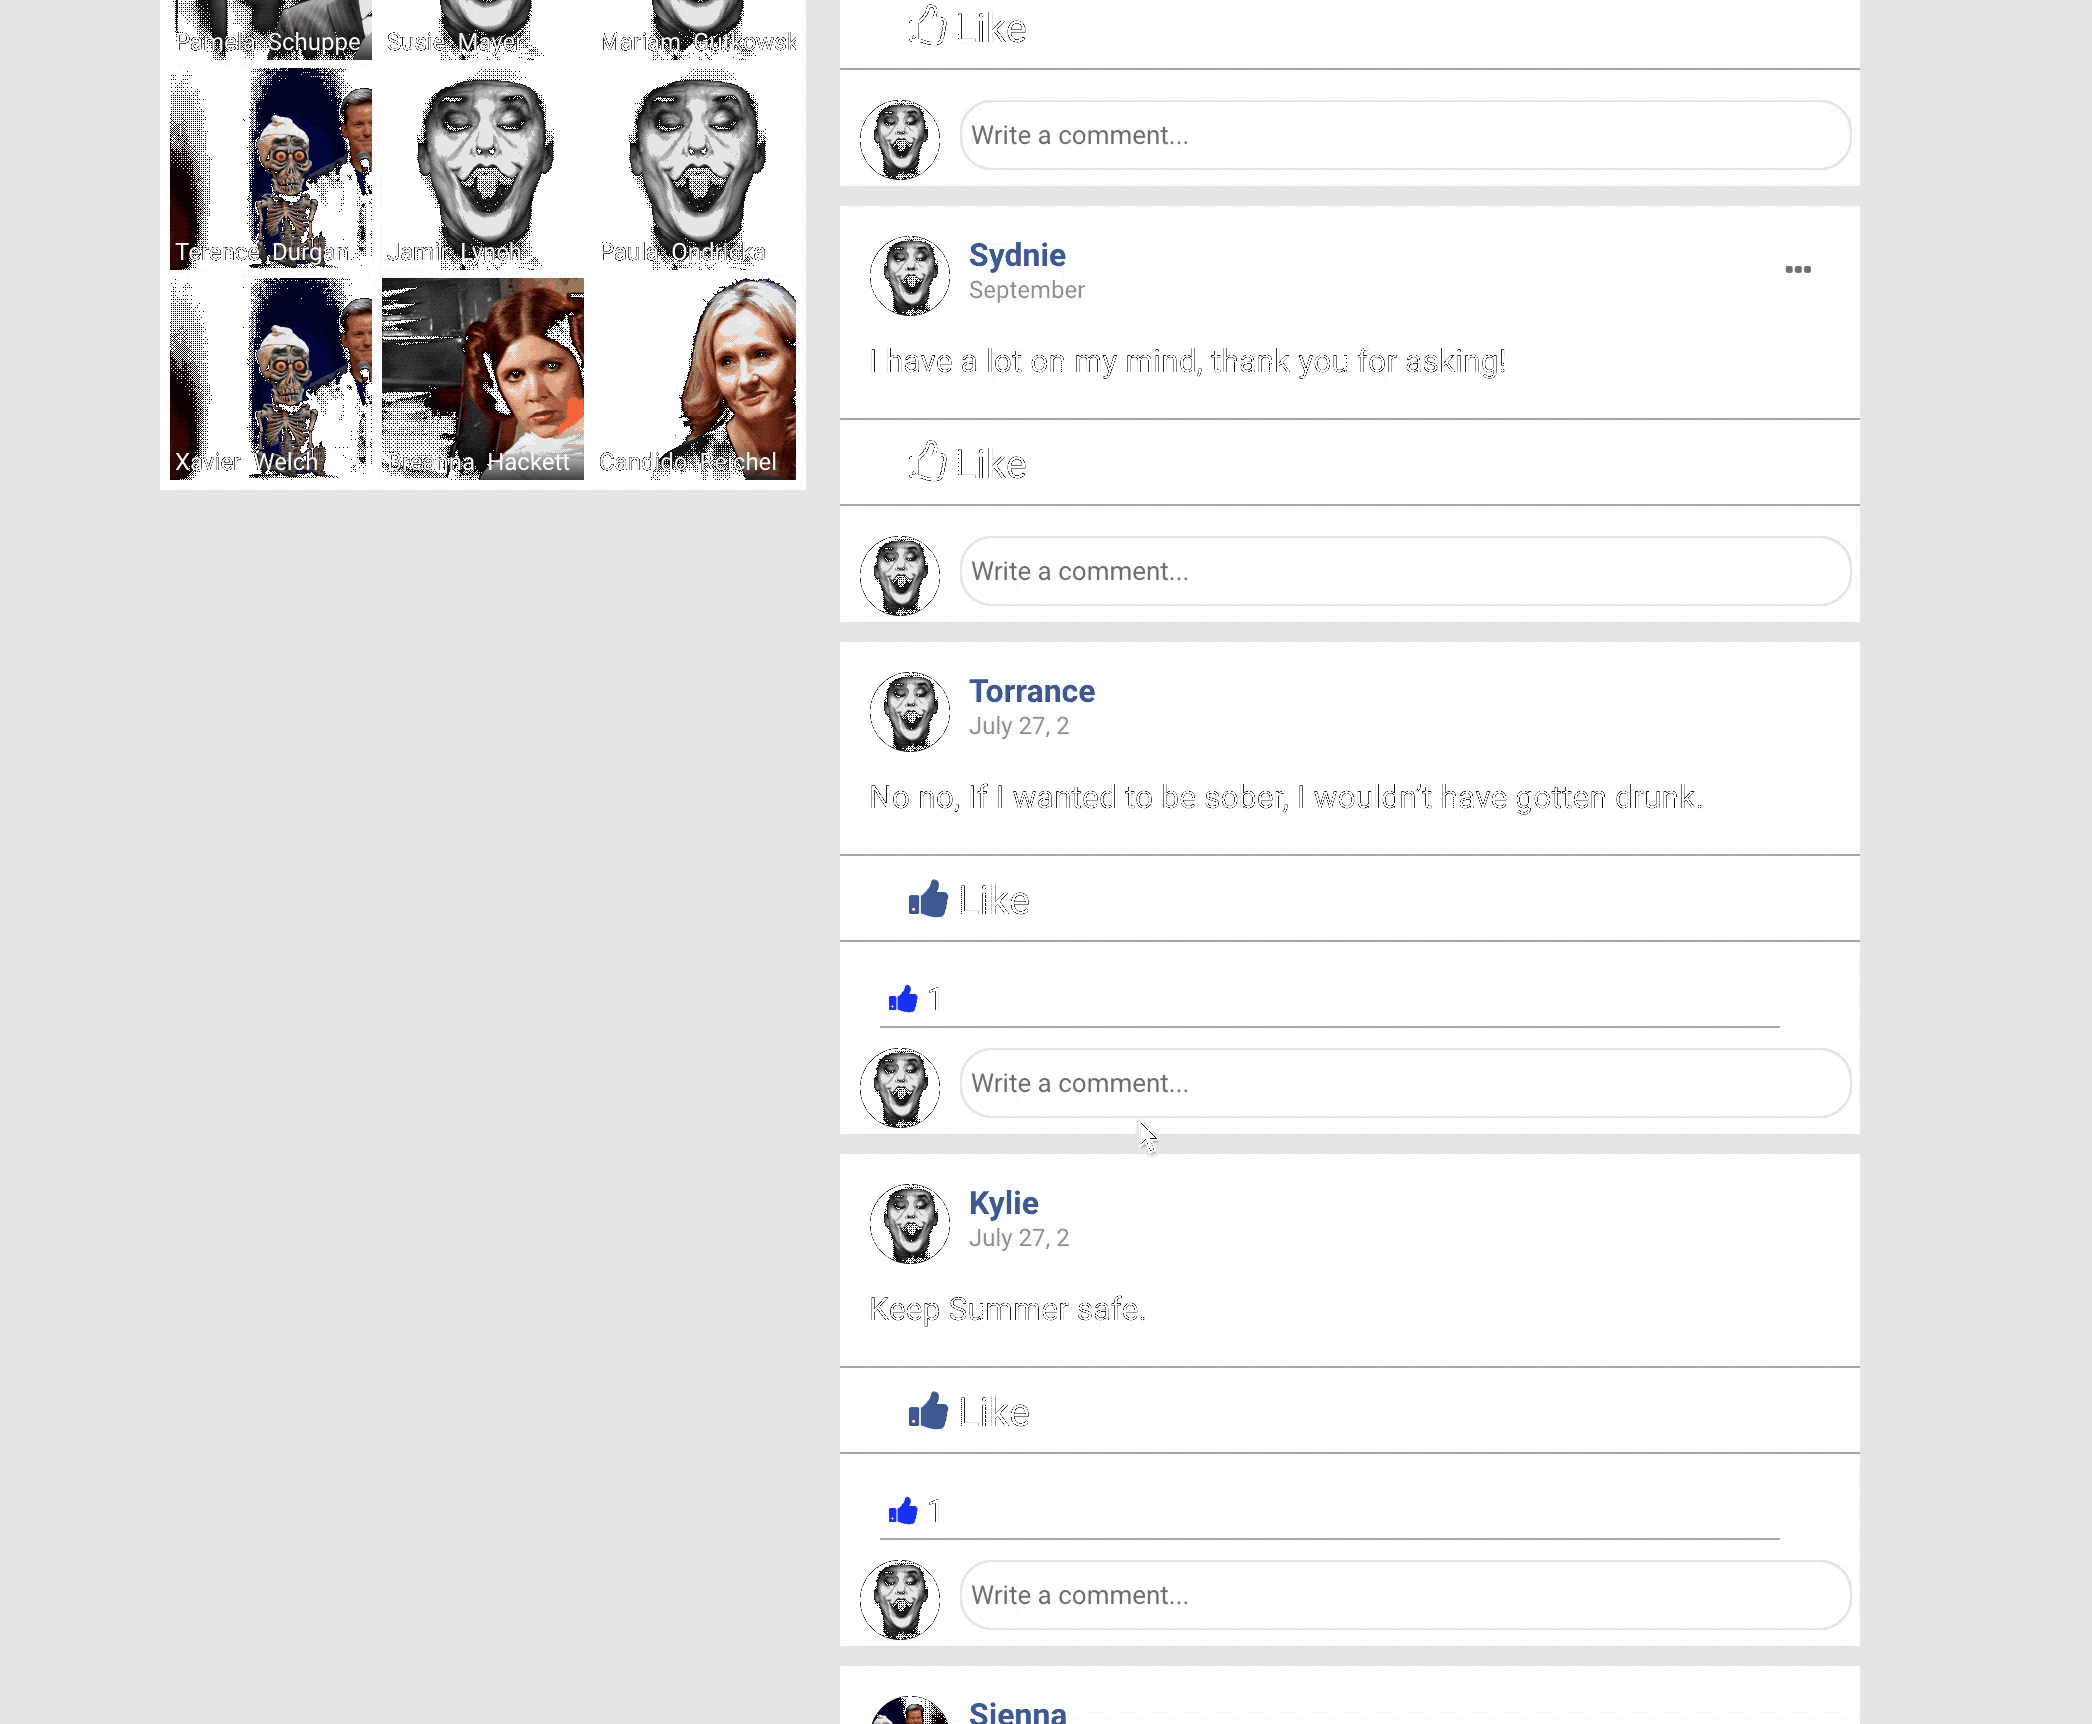 Pamela Schuppe
Susie Mayer
Mariam Gutkowsk
Terence Durgan
Jamir Lynch
Paula Ondricka
Xavier Welch
Breanna Hackett
Candido Reichel
Like
Write a comment...
Sydnie
September
I have a lot on my mind, thank you for asking!
Like
Write a comment...
Torrance
July 27, 2
No no, If I wanted to be sober, I wouldn't have gotten drunk.
Like
1
Write a comment...
Kylie
July 27, 2
Keep Summer safe.
Like
1
Write a comment...
Sienna